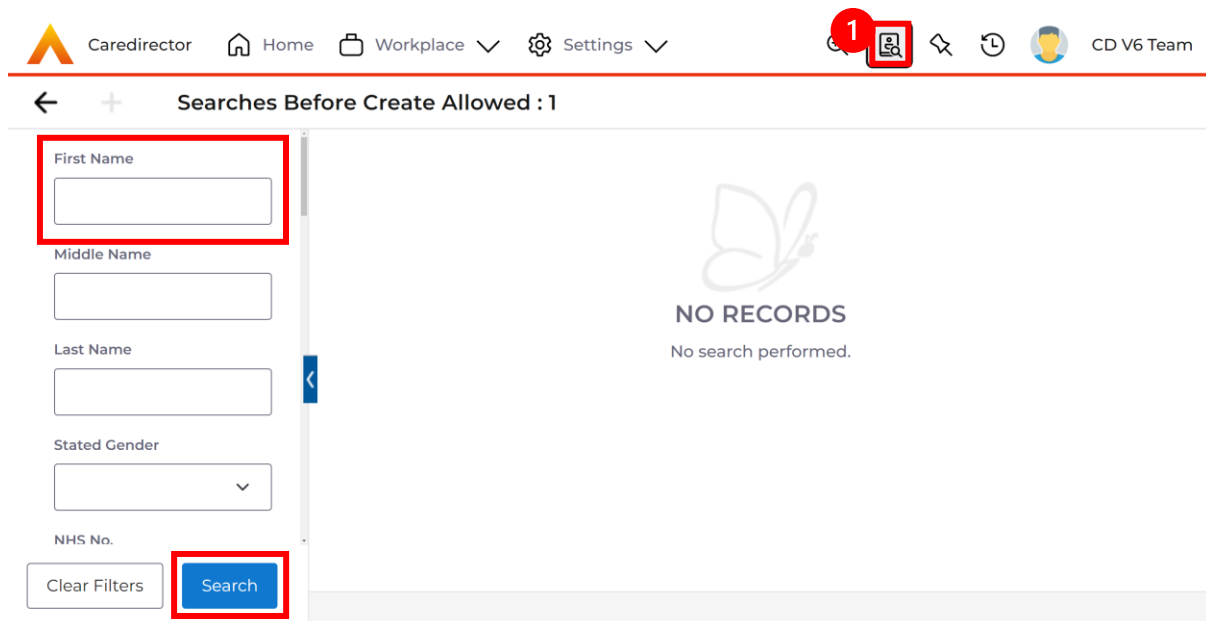 Caredirector Home Workplace Settings 1 CD V6 Team
Searches Before Create Allowed : 1
First Name
Middle Name
Last Name
Stated Gender
NHS No.
Clear Filters Search
NO RECORDS
No search performed.